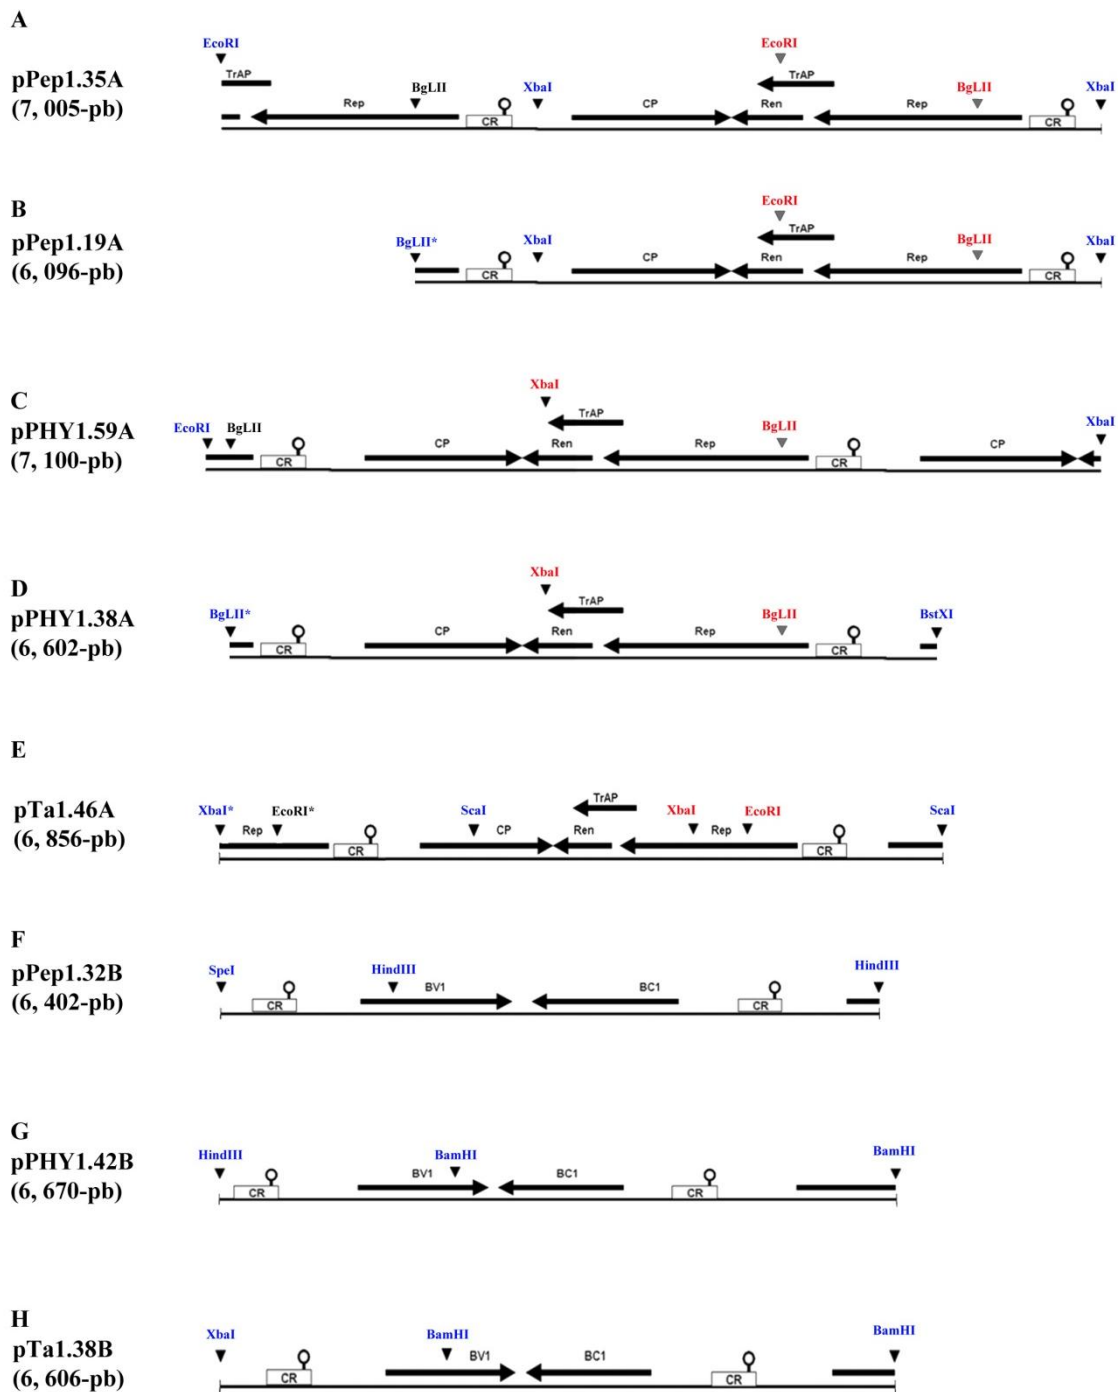 A
EcoRI
EcoRI
pPep1.35A
TrAP
BgLII
XbaI
TrAP
BgLII
XbaI
(7, 005-pb)
Rep
CR
CP
Ren
Rep
CR
B
EcoRI
pPep1.19A
BgLII*
XbaI
TrAP
BgLII
XbaI
(6, 096-pb)
CR
CP
Ren
Rep
CR
C
XbaI
pPHY1.59A
EcoRI
BgLII
TrAP
BgLII
XbaI
(7, 100-pb)
CR
CP
Ren
Rep
CR
CP
D
XbaI
pPHY1.38A
BgLII*
TrAP
BgLII
BstXI
(6, 602-pb)
CR
CP
Ren
Rep
CR
E
pTa1.46A
XbaI*
EcoRI*
ScaI
TrAP
XbaI
EcoRI
ScaI
(6, 856-pb)
Rep
CR
CP
Ren
Rep
CR
F
pPep1.32B
SpeI
HindIII
HindIII
(6, 402-pb)
CR
BV1
BC1
CR
G
pPHY1.42B
HindIII
BamHI
BamHI
(6, 670-pb)
CR
BV1
BC1
CR
H
pTa1.38B
XbaI
BamHI
BamHI
(6, 606-pb)
CR
BV1
BC1
CR